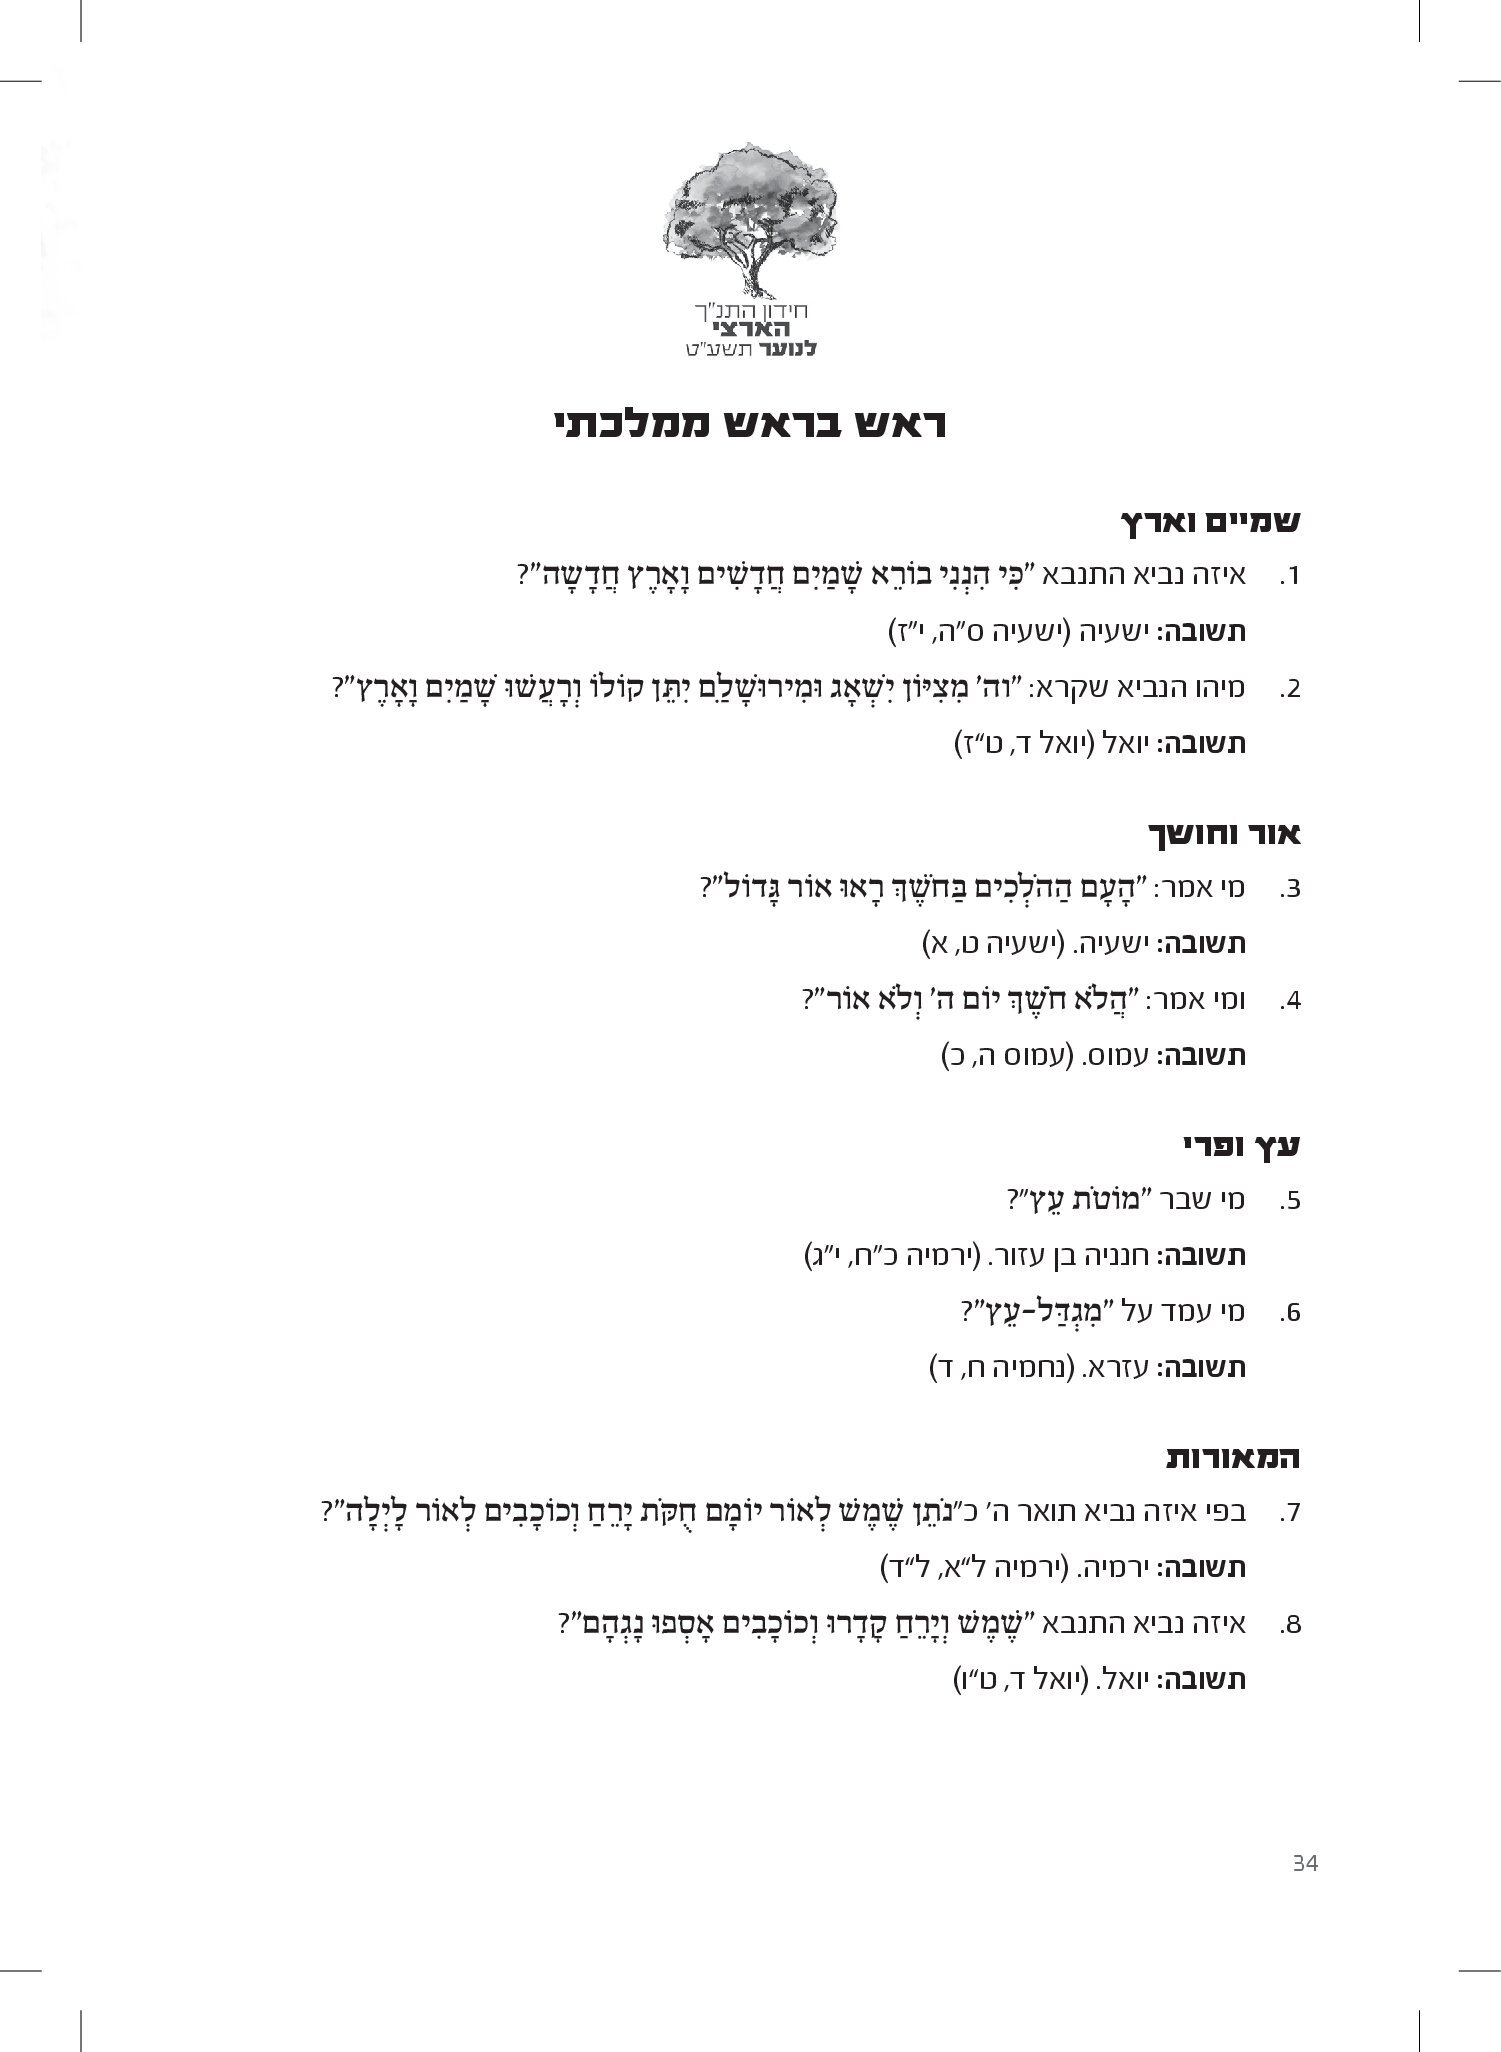 חידון התנ"ך
הארצי
לנוער תשע"ט
ראש בראש ממלכתי
שמיים וארץ
1. איזה נביא התנבא "כִּי הִנְנִי בוֹרֵא שָׁמַיִם חֲדָשִׁים וָאָרֶץ חֲדָשָׁה"?
תשובה: ישעיה (ישעיה ס"ה, י"ז)
2. מיהו הנביא שקרא: "וה' מִצִיּוֹן יִשְׁאָג וּמִירוּשָׁלִַם יִתֵּן קוֹלוֹ וְרָעֲשׁוּ שָׁמַיִם וָאָרֶץ"?
תשובה: יואל (יואל ד, ט"ז)
אור וחושך
3. מי אמר: "הָעָם הַהֹלְכִים בַּחֹשֶׁךְ רָאוּ אוֹר גָּדוֹל"?
תשובה: ישעיה. (ישעיה ט, א)
4. ומי אמר: "הֲלֹא חֹשֶׁךְ יוֹם ה' וְלֹא אוֹר"?
תשובה: עמוס. (עמוס ה, כ)
עץ ופרי
5. מי שבר "מוֹטֹת עֵץ"?
תשובה: חנניה בן עזור. (ירמיה כ"ח, י"ג)
6. מי עמד על "מִגְדַּל-עֵץ"?
תשובה: עזרא. (נחמיה ח, ד)
המאורות
7. בפי איזה נביא תואר ה' כ"נֹתֵן שֶׁמֶשׁ לְאוֹר יוֹמָם חֻקֹּת יָרֵחַ וְכוֹכָבִים לְאוֹר לָיְלָה"?
תשובה: ירמיה. (ירמיה ל"א, ל"ד)
8. איזה נביא התנבא "שֶׁמֶשׁ וְיָרֵחַ קָדָרוּ וְכוֹכָבִים אָסְפוּ נָגְהָם"?
תשובה: יואל. (יואל ד, ט"ו)
34